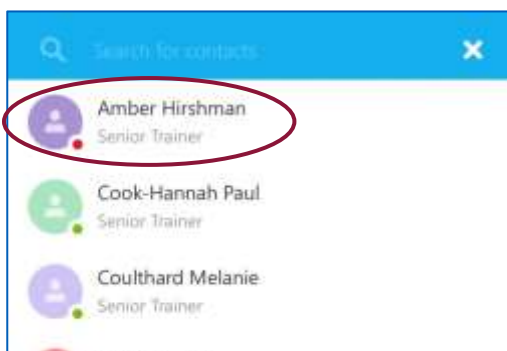 Search for contacts
Amber Hirshman
Senior Trainer
Cook-Hannah Paul
Senior Trainer
Coulthard Melanie
Senior Trainer